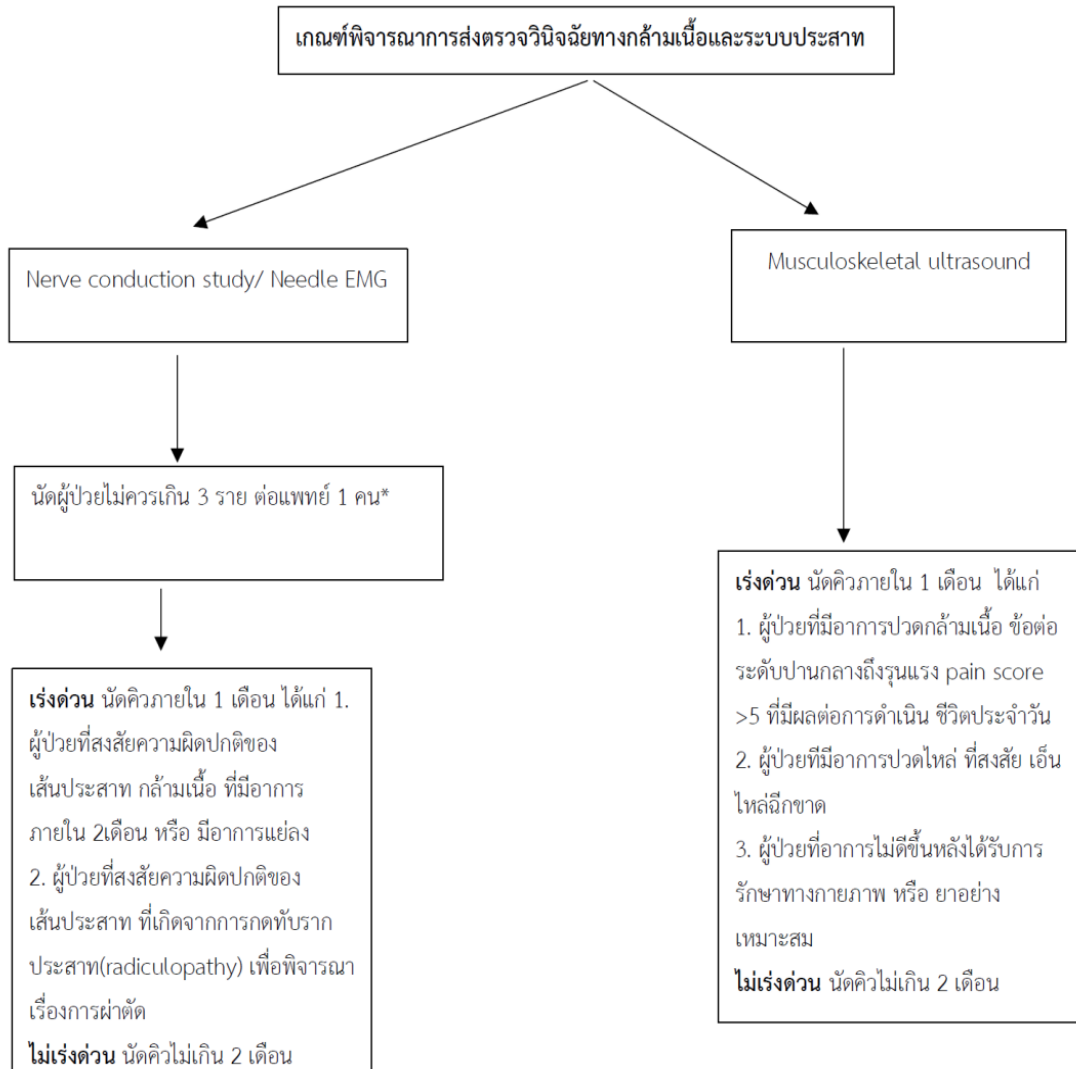 เกณฑ์พิจารณาการส่งตรวจวินิจฉัยทางกล้ามเนื้อและระบบประสาท
Nerve conduction study/ Needle EMG
นัดผู้ป่วยไม่ควรเกิน 3 ราย ต่อแพทย์ 1 คน*
เร่งด่วน นัดคิวภายใน 1 เดือน ได้แก่ 1.
ผู้ป่วยที่สงสัยความผิดปกติของ
เส้นประสาท กล้ามเนื้อ ที่มีอาการ
ภายใน 2เดือน หรือ มีอาการแย่ลง
2. ผู้ป่วยที่สงสัยความผิดปกติของ
เส้นประสาท ที่เกิดจากการกดทับราก
ประสาท(radiculopathy) เพื่อพิจารณา
เรื่องการผ่าตัด
ไม่เร่งด่วน นัดคิวไม่เกิน 2 เดือน
Musculoskeletal ultrasound
เร่งด่วน นัดคิวภายใน 1 เดือน ได้แก่
1. ผู้ป่วยที่มีอาการปวดกล้ามเนื้อ ข้อต่อ
ระดับปานกลางถึงรุนแรง pain score
>5 ที่มีผลต่อการดำเนิน ชีวิตประจำวัน
2. ผู้ป่วยทีมีอาการปวดไหล่ ที่สงสัย เอ็น
ไหล่ฉีกขาด
3. ผู้ป่วยที่อาการไม่ดีขึ้นหลังได้รับการ
รักษาทางกายภาพ หรือ ยาอย่าง
เหมาะสม
ไม่เร่งด่วน นัดคิวไม่เกิน 2 เดือน